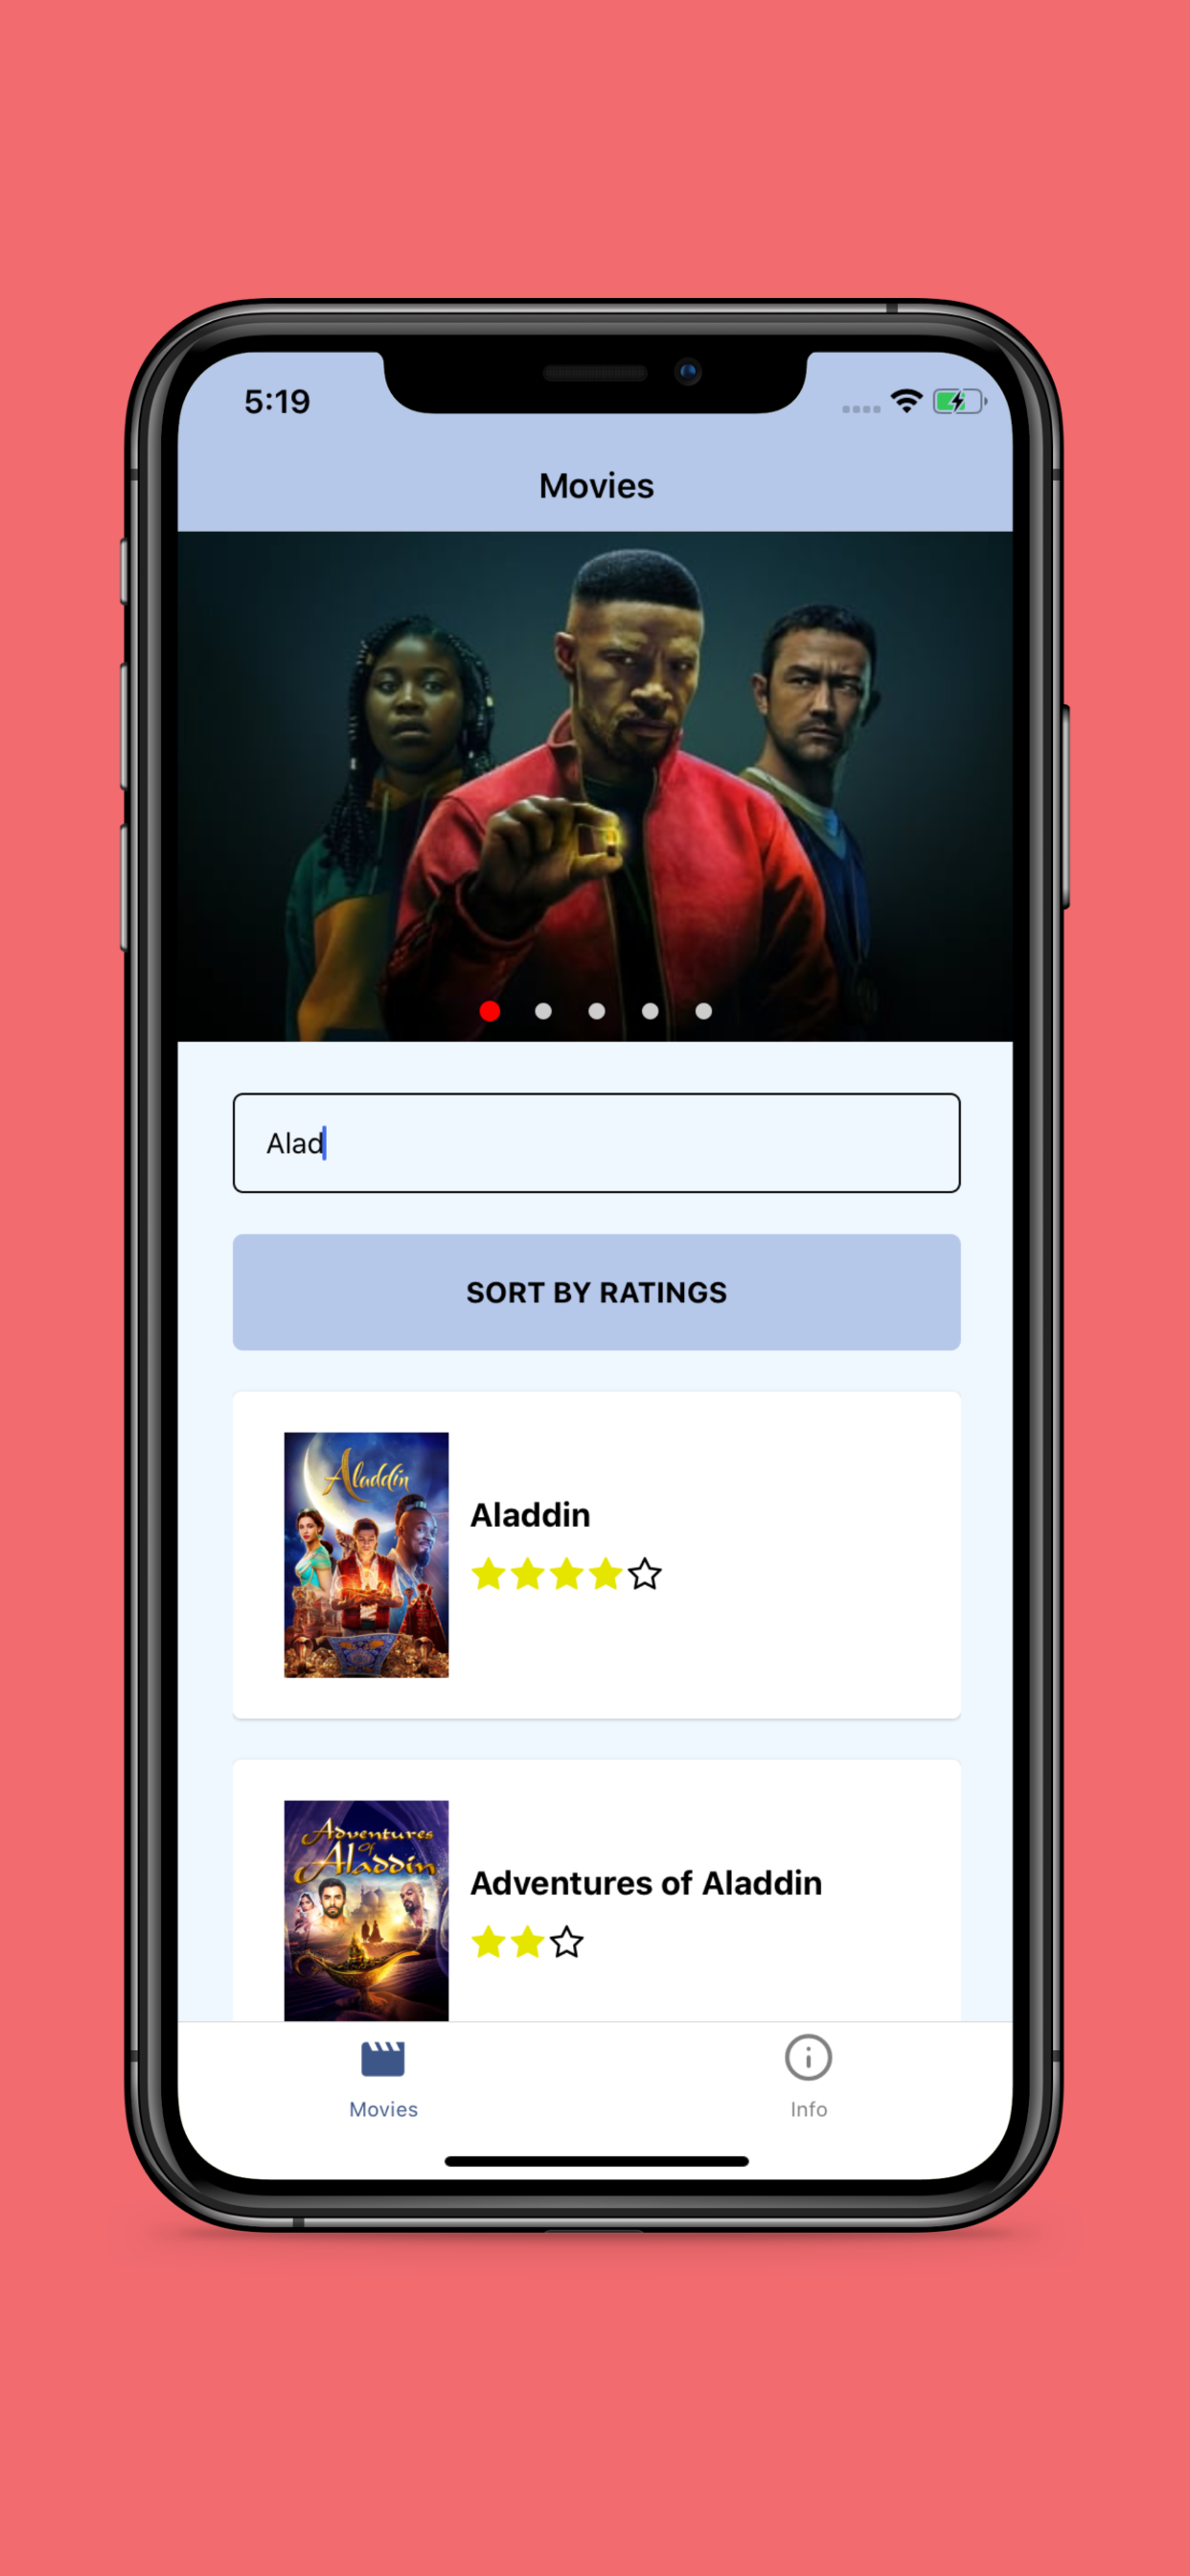 5:19
Movies
Alad
SORT BY RATINGS
Aladdin
Aladdin
Adventures
Of
Aladdin
Adventures of Aladdin
Movies
Info